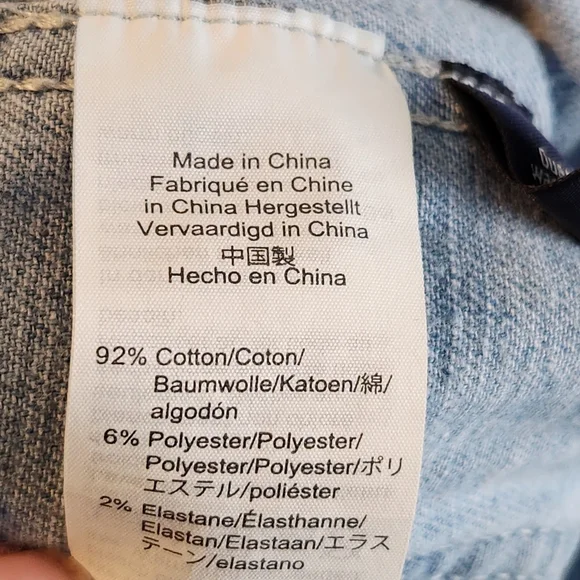 Made in China
Fabriqué en Chine
in China Hergestellt
Vervaardigd in China
中国製
Hecho en China
92% Cotton/Coton/
Baumwolle/Katoen/綿/
algodón
6% Polyester/Polyester/
Polyester/Polyester/ポリ
エステル/poliéster
2% Elastane/Élasthanne/
Elastan/Elastaan/エラス
テーン/elastano